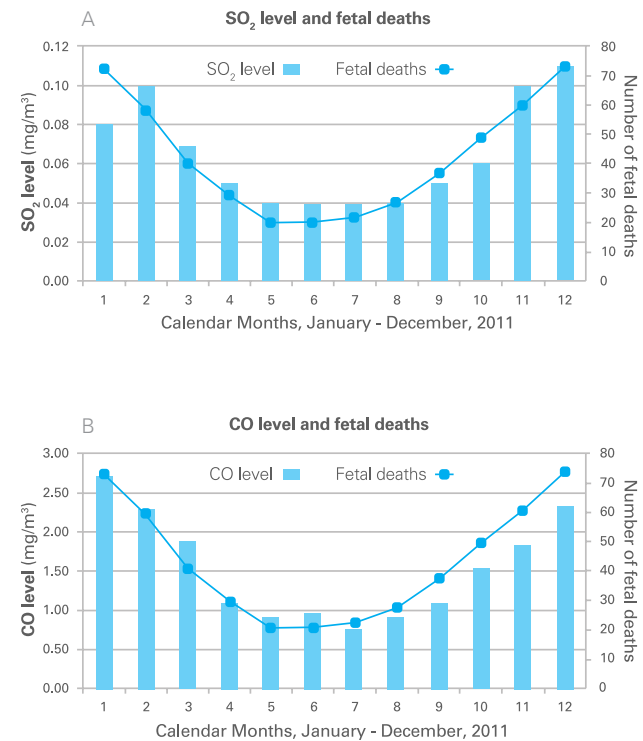 A
SO₂ level and fetal deaths
SO₂ level
Fetal deaths
0.12
0.10
0.08
0.06
0.04
0.02
0.00
SO₂ level (mg/m³)
80
70
60
50
40
30
20
10
0
Number of fetal deaths
1 2 3 4 5 6 7 8 9 10 11 12
Calendar Months, January - December, 2011
B
CO level and fetal deaths
CO level
Fetal deaths
3.00
2.50
2.00
1.50
1.00
0.50
0.00
CO level (mg/m³)
80
70
60
50
40
30
20
10
0
Number of fetal deaths
1 2 3 4 5 6 7 8 9 10 11 12
Calendar Months, January - December, 2011